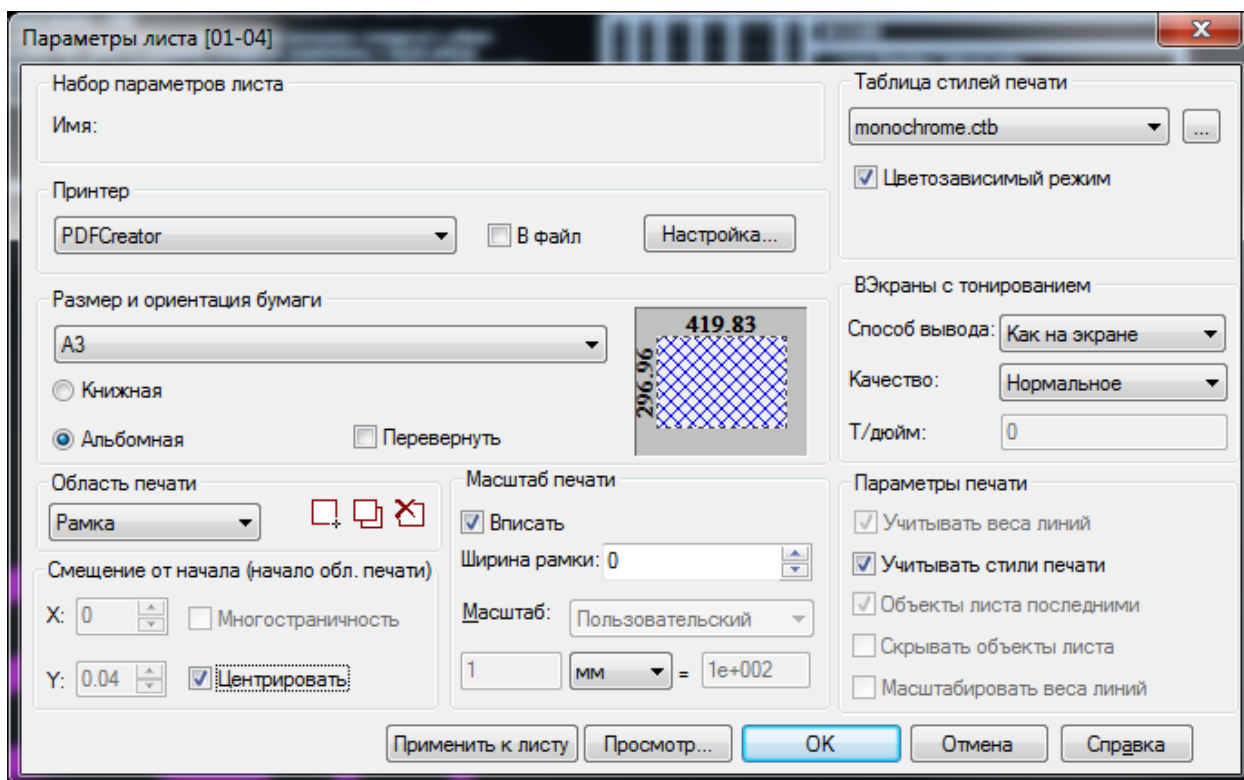 Параметры листа [01-04]
Набор параметров листа
Имя:
Принтер
PDFCreator
В файл
Настройка...
Размер и ориентация бумаги
A3
Книжная
Альбомная
Перевернуть
419.83
296.96
Область печати
Рамка
Смещение от начала (начало обл. печати)
X: 0
Многостраничность
Y: 0.04
Центрировать
Масштаб печати
Вписать
Ширина рамки: 0
Масштаб: Пользовательский
1 мм = 1e+002
Таблица стилей печати
monochrome.ctb
...
Цветозависимый режим
ВЭкраны с тонированием
Способ вывода: Как на экране
Качество: Нормальное
Т/дюйм: 0
Параметры печати
Учитывать веса линий
Учитывать стили печати
Объекты листа последними
Скрывать объекты листа
Масштабировать веса линий
Применить к листу
Просмотр...
OK
Отмена
Справка